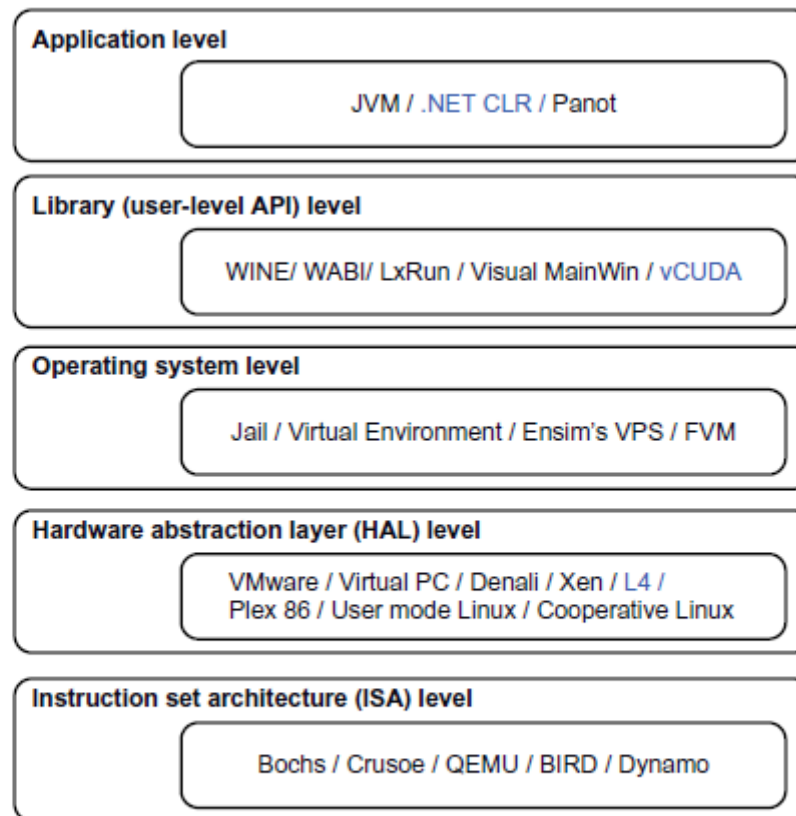 Application level
JVM / .NET CLR / Panot
Library (user-level API) level
WINE/ WABI/ LxRun / Visual MainWin / vCUDA
Operating system level
Jail / Virtual Environment / Ensim's VPS / FVM
Hardware abstraction layer (HAL) level
VMware / Virtual PC / Denali / Xen / L4 /
Plex 86 / User mode Linux / Cooperative Linux
Instruction set architecture (ISA) level
Bochs / Crusoe / QEMU / BIRD / Dynamo